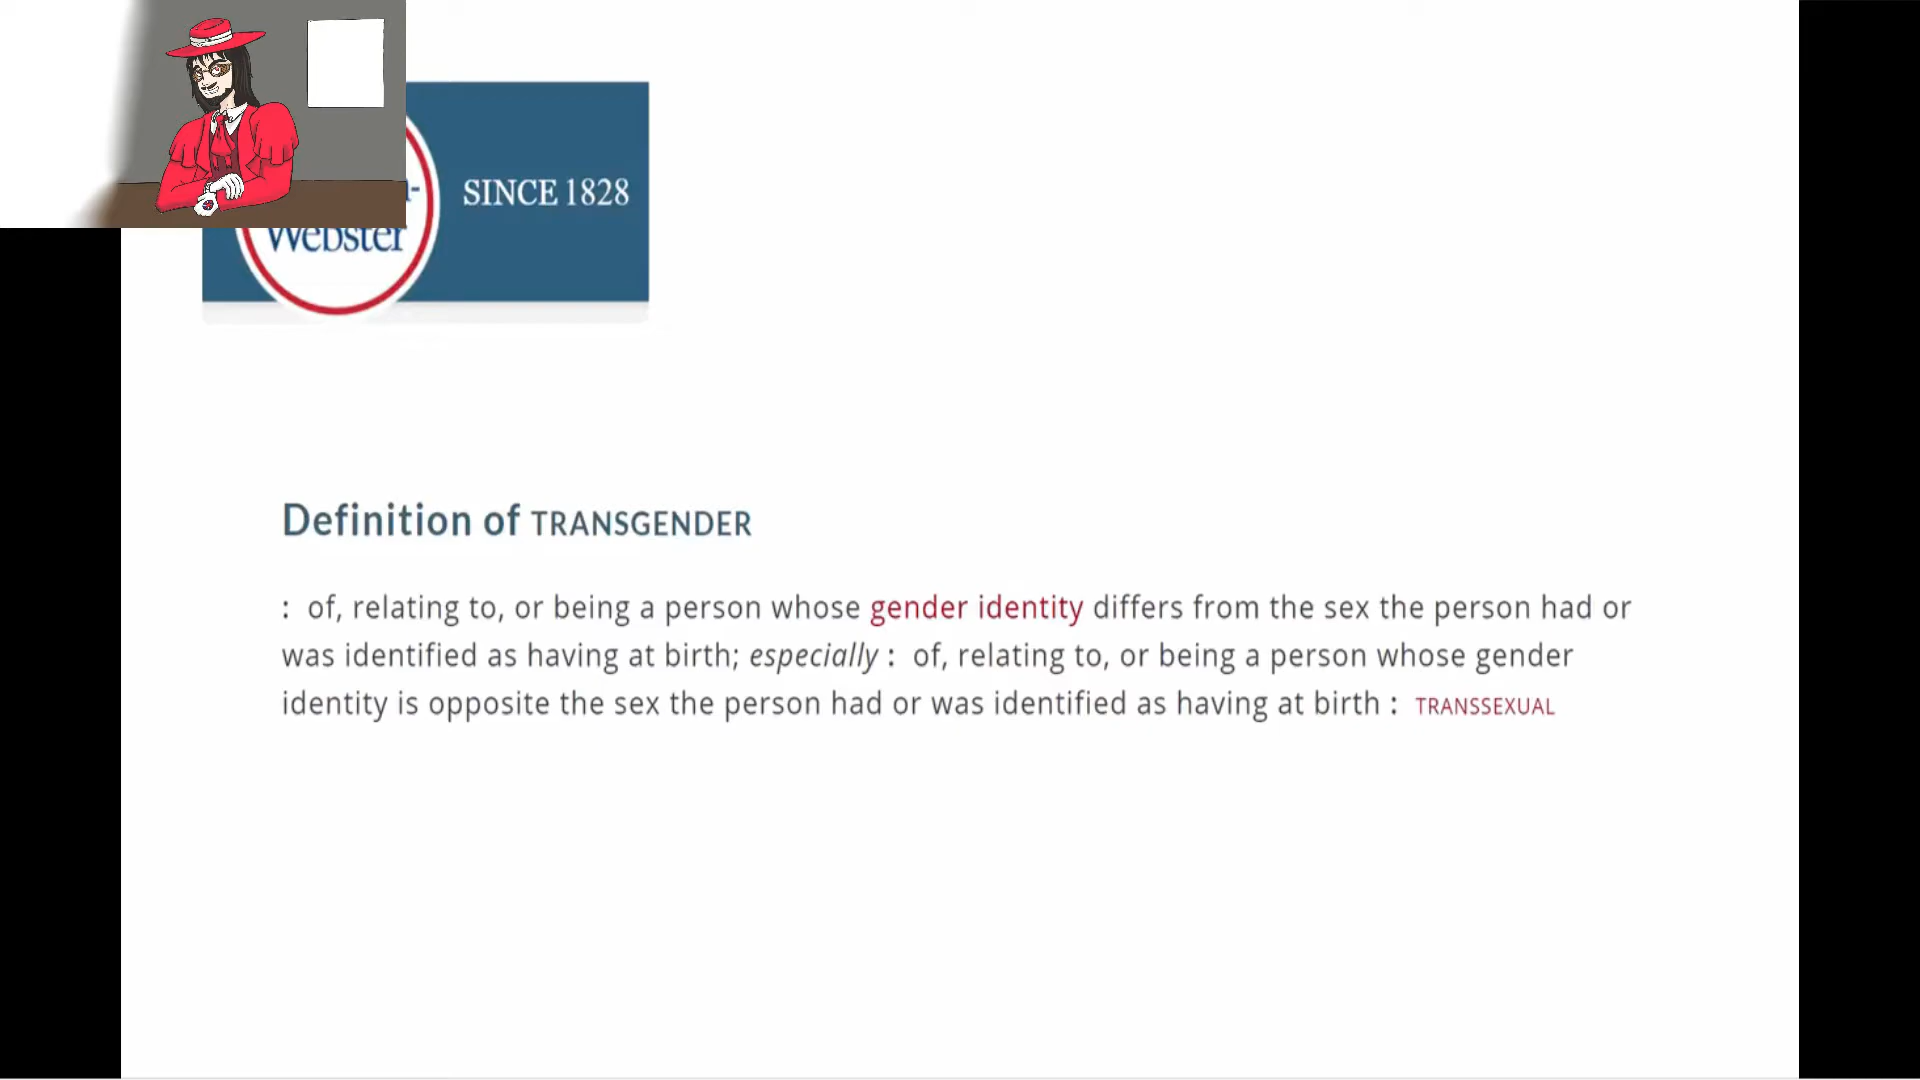 SINCE 1828
Webster
Definition of TRANSGENDER
: of, relating to, or being a person whose gender identity differs from the sex the person had or
was identified as having at birth; especially : of, relating to, or being a person whose gender
identity is opposite the sex the person had or was identified as having at birth : TRANSSEXUAL